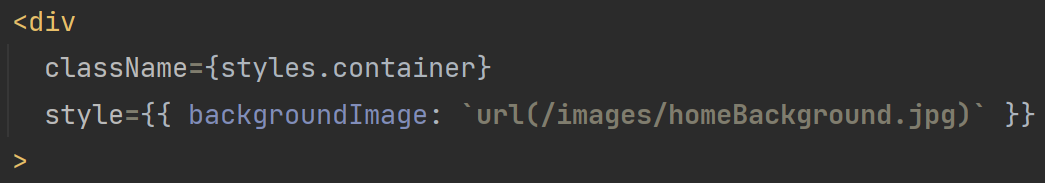 <div
className={styles.container}
style={{ backgroundImage: `url(/images/homeBackground.jpg)` }}
>